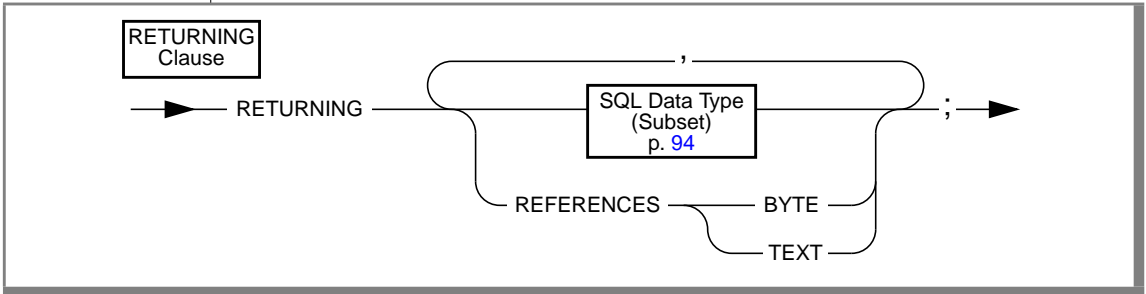 RETURNING
Clause
,
RETURNING
SQL Data Type
(Subset)
p. 94
;
REFERENCES
BYTE
TEXT